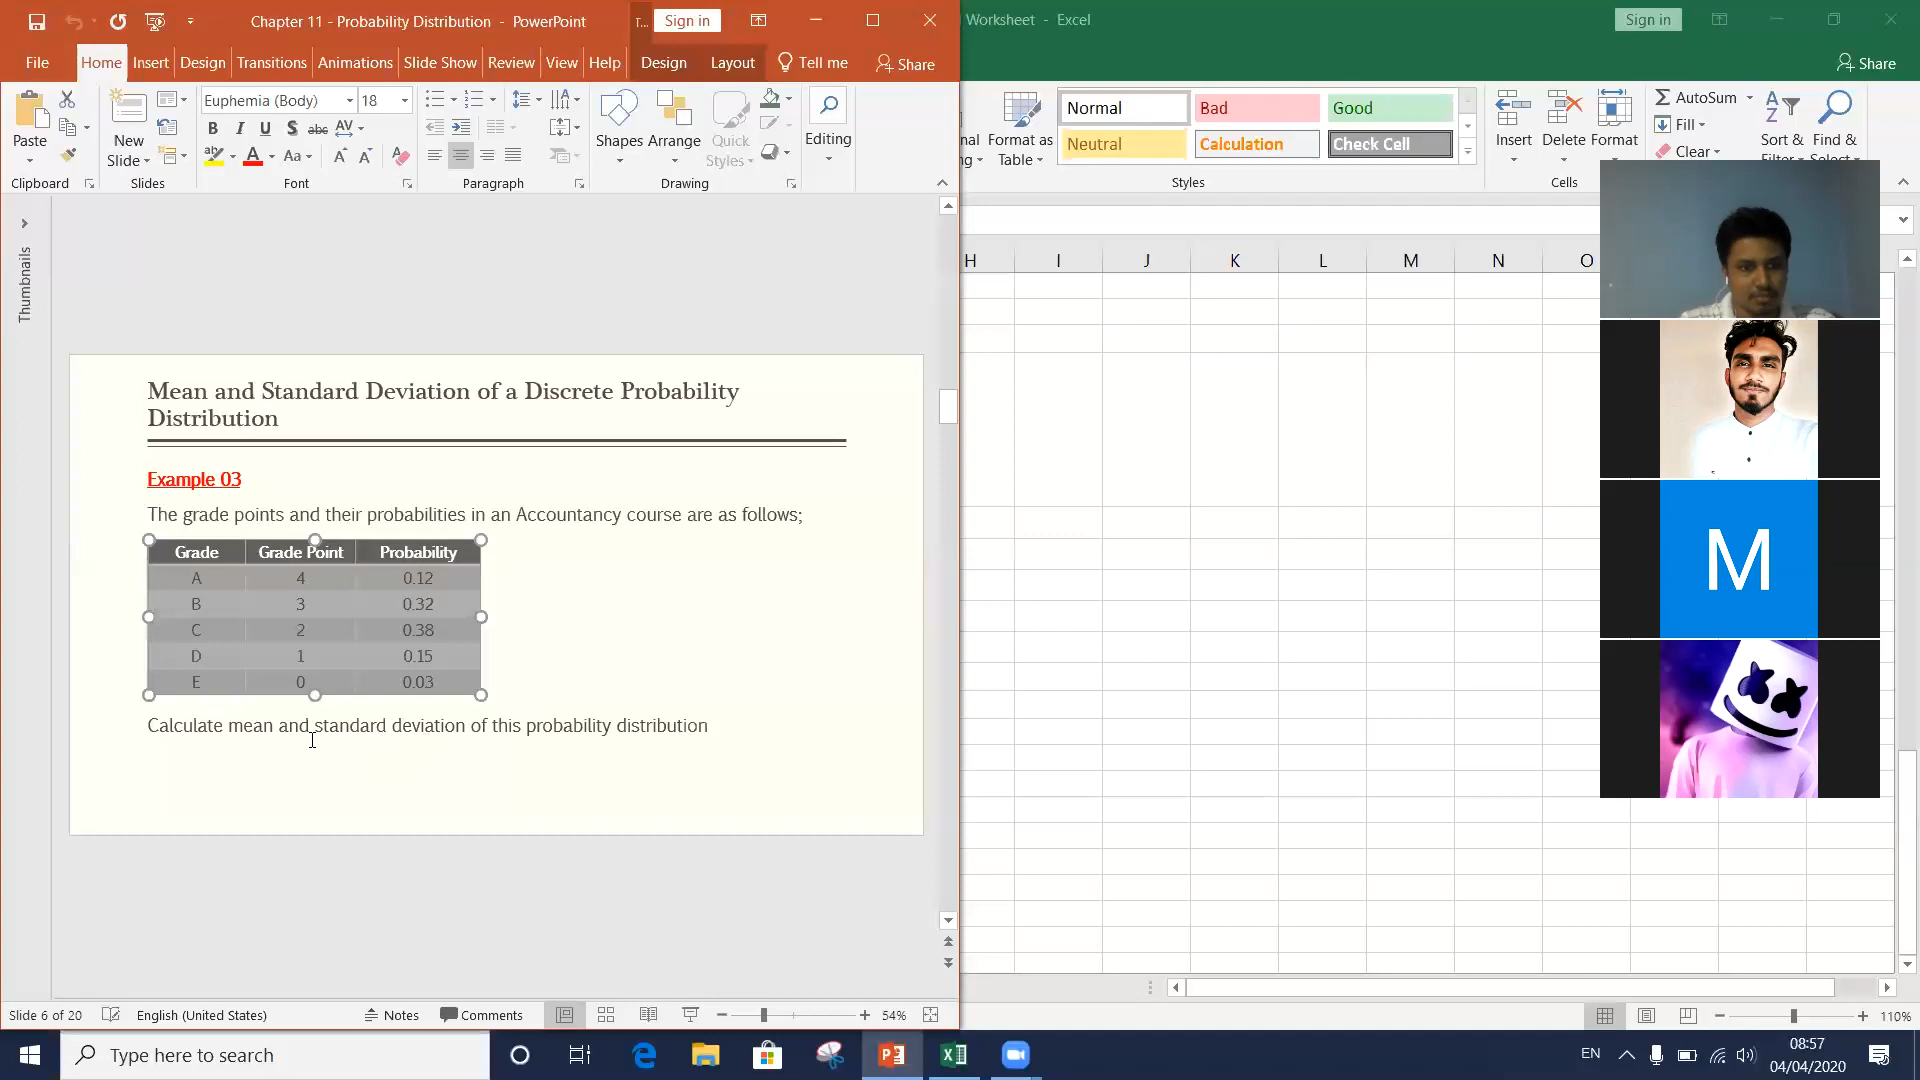 Chapter 11 - Probability Distribution - PowerPoint
T...
Sign in
File
Home
Insert
Design
Transitions
Animations
Slide Show
Review
View
Help
Design
Layout
Tell me
Share
Paste
New
Slide
Euphemia (Body)
18
B I U S abc AV
A Aa A A
Shapes
Arrange
Quick
Styles
Editing
Clipboard
Slides
Font
Paragraph
Drawing
Thumbnails
Mean and Standard Deviation of a Discrete Probability
Distribution
Example 03
The grade points and their probabilities in an Accountancy course are as follows;
Grade Grade Point Probability
A 4 0.12
B 3 0.32
C 2 0.38
D 1 0.15
E 0 0.03
Calculate mean and standard deviation of this probability distribution
Slide 6 of 20
English (United States)
Notes
Comments
54%
Worksheet - Excel
Sign in
Share
Format as
Table
Normal
Bad
Good
Neutral
Calculation
Check Cell
Styles
Insert
Delete
Format
Cells
AutoSum
Fill
Clear
Sort &
Find &
H I J K L M N O
M
110%
Type here to search
EN
08:57
04/04/2020